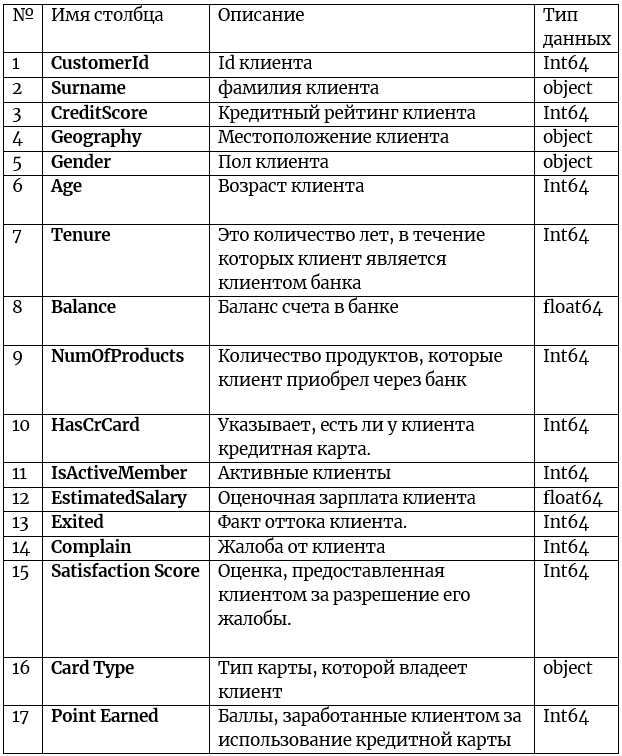 № Имя столбца Описание Тип
данных
1 CustomerId Id клиента Int64
2 Surname фамилия клиента object
3 CreditScore Кредитный рейтинг клиента Int64
4 Geography Местоположение клиента object
5 Gender Пол клиента object
6 Age Возраст клиента Int64
7 Tenure Это количество лет, в течение Int64
которых клиент является
клиентом банка
8 Balance Баланс счета в банке float64
9 NumOfProducts Количество продуктов, которые Int64
клиент приобрел через банк
10 HasCrCard Указывает, есть ли у клиента Int64
кредитная карта.
11 IsActiveMember Активные клиенты Int64
12 EstimatedSalary Оценочная зарплата клиента float64
13 Exited Факт оттока клиента. Int64
14 Complain Жалоба от клиента Int64
15 Satisfaction Score Оценка, предоставленная Int64
клиентом за разрешение его
жалобы.
16 Card Type Тип карты, которой владеет object
клиент
17 Point Earned Баллы, заработанные клиентом за Int64
использование кредитной карты